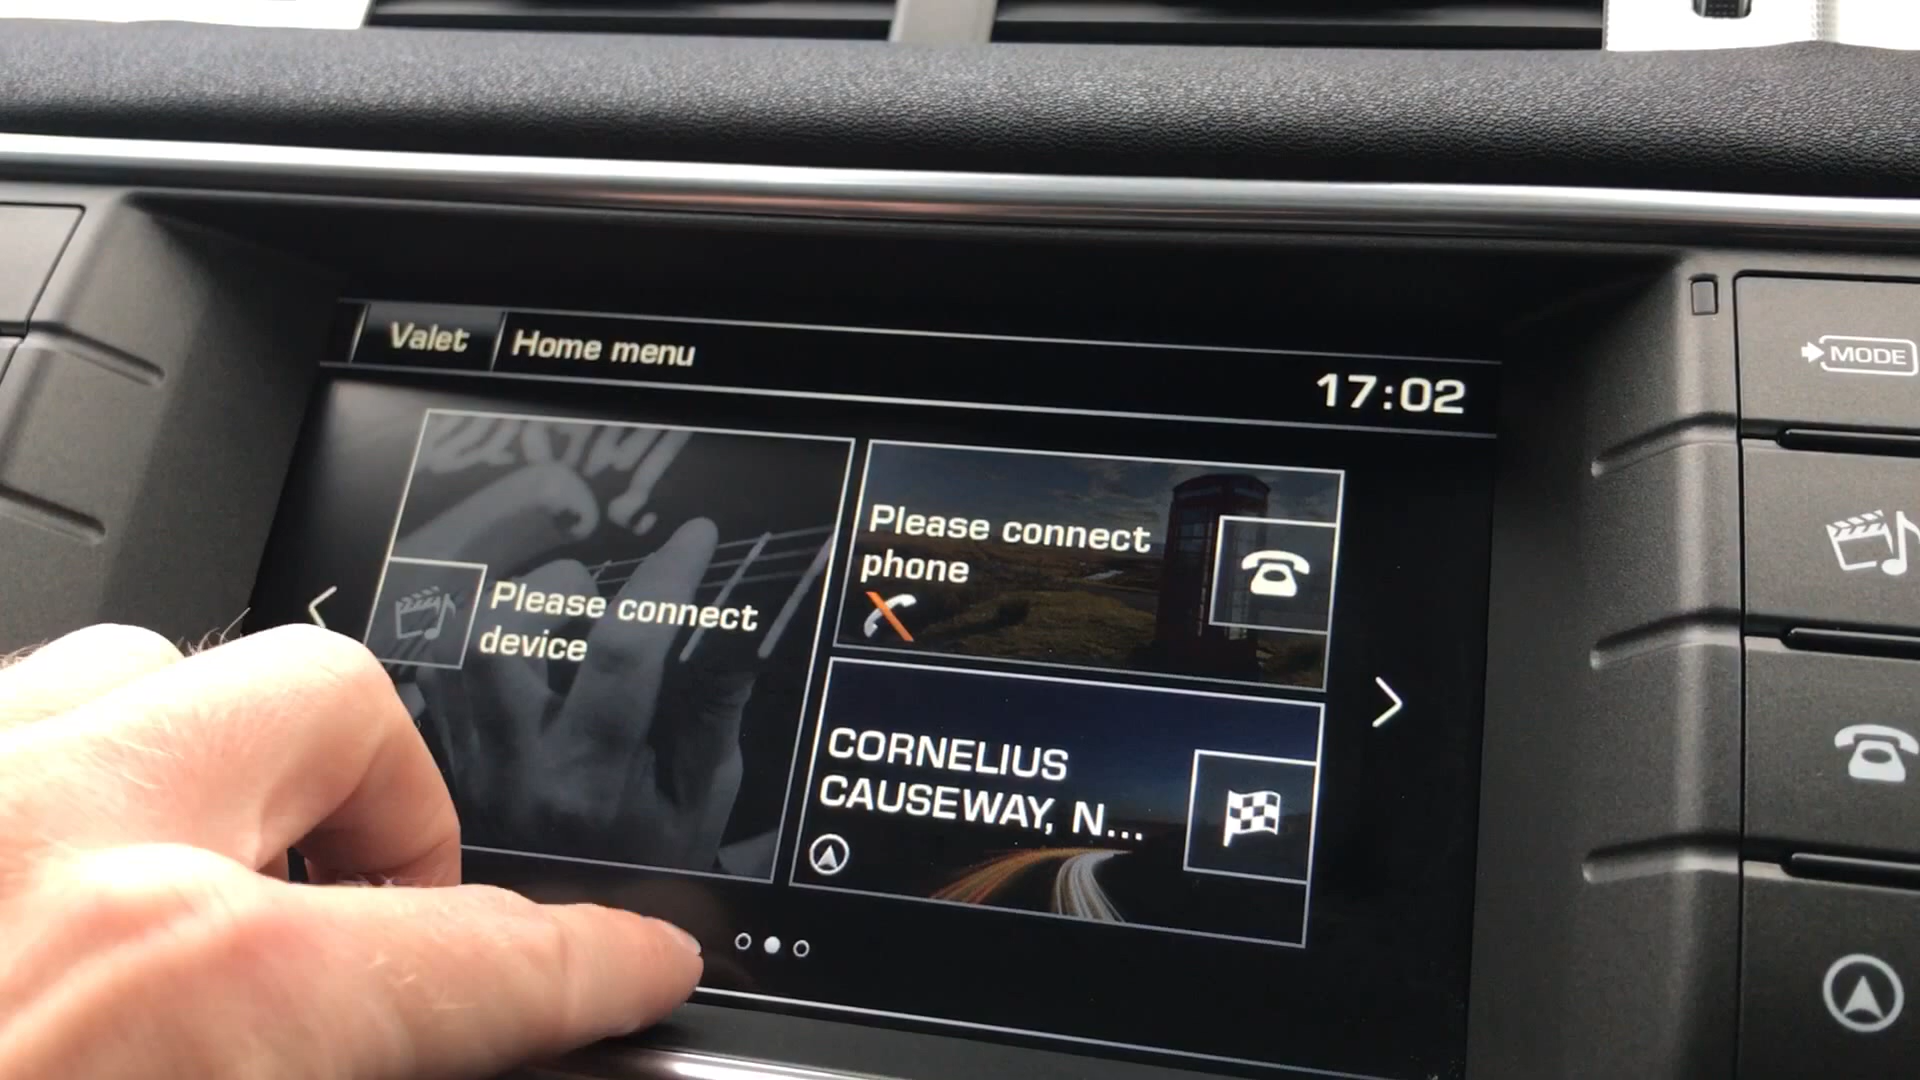 Valet
Home menu
17:02
Please connect
device
Please connect
phone
CORNELIUS
CAUSEWAY, N...
MODE